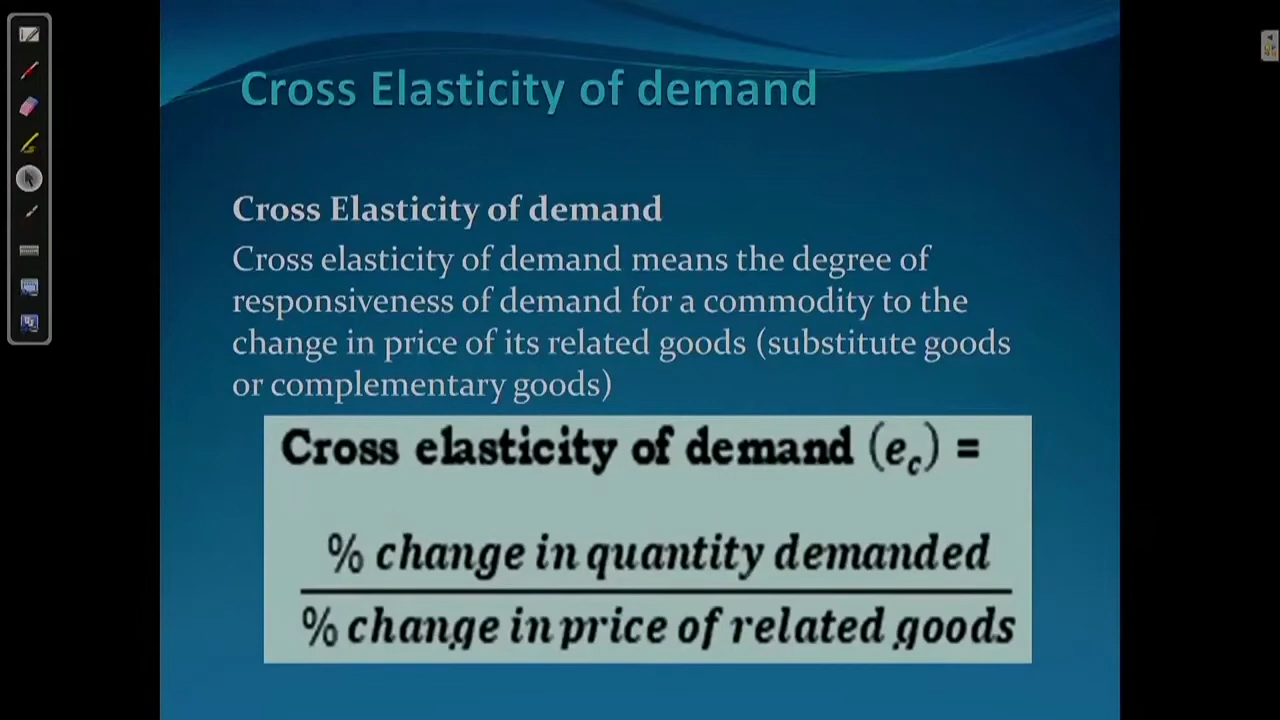 Cross Elasticity of demand
Cross Elasticity of demand
Cross elasticity of demand means the degree of
responsiveness of demand for a commodity to the
change in price of its related goods (substitute goods
or complementary goods)
Cross elasticity of demand (e_c) =
% change in quantity demanded
% change in price of related goods